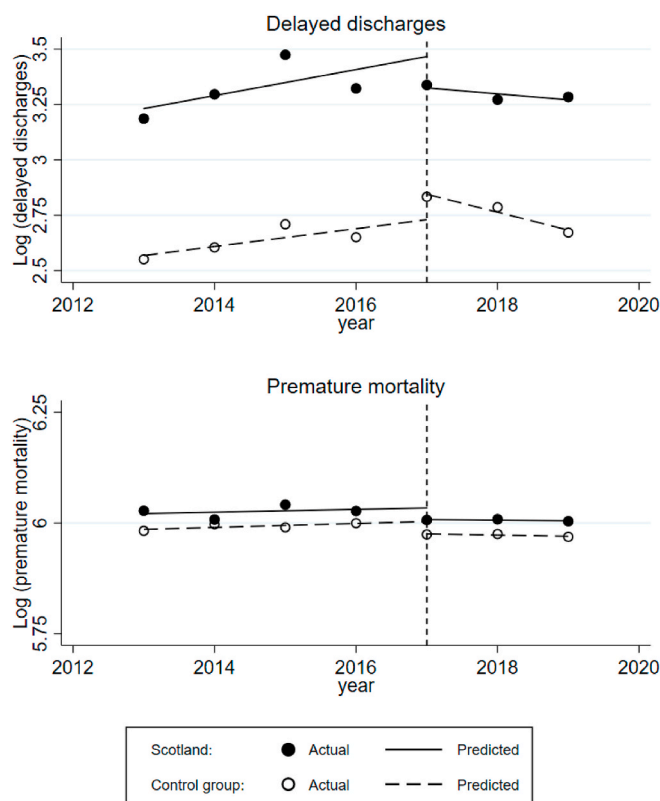 Delayed discharges
Log (delayed discharges)
3.5
3.25
3
2.75
2.5
2012 2014 2016 2018 2020
year
Premature mortality
Log (premature mortality)
6.25
6
5.75
2012 2014 2016 2018 2020
year
Scotland: Actual Predicted
Control group: Actual Predicted